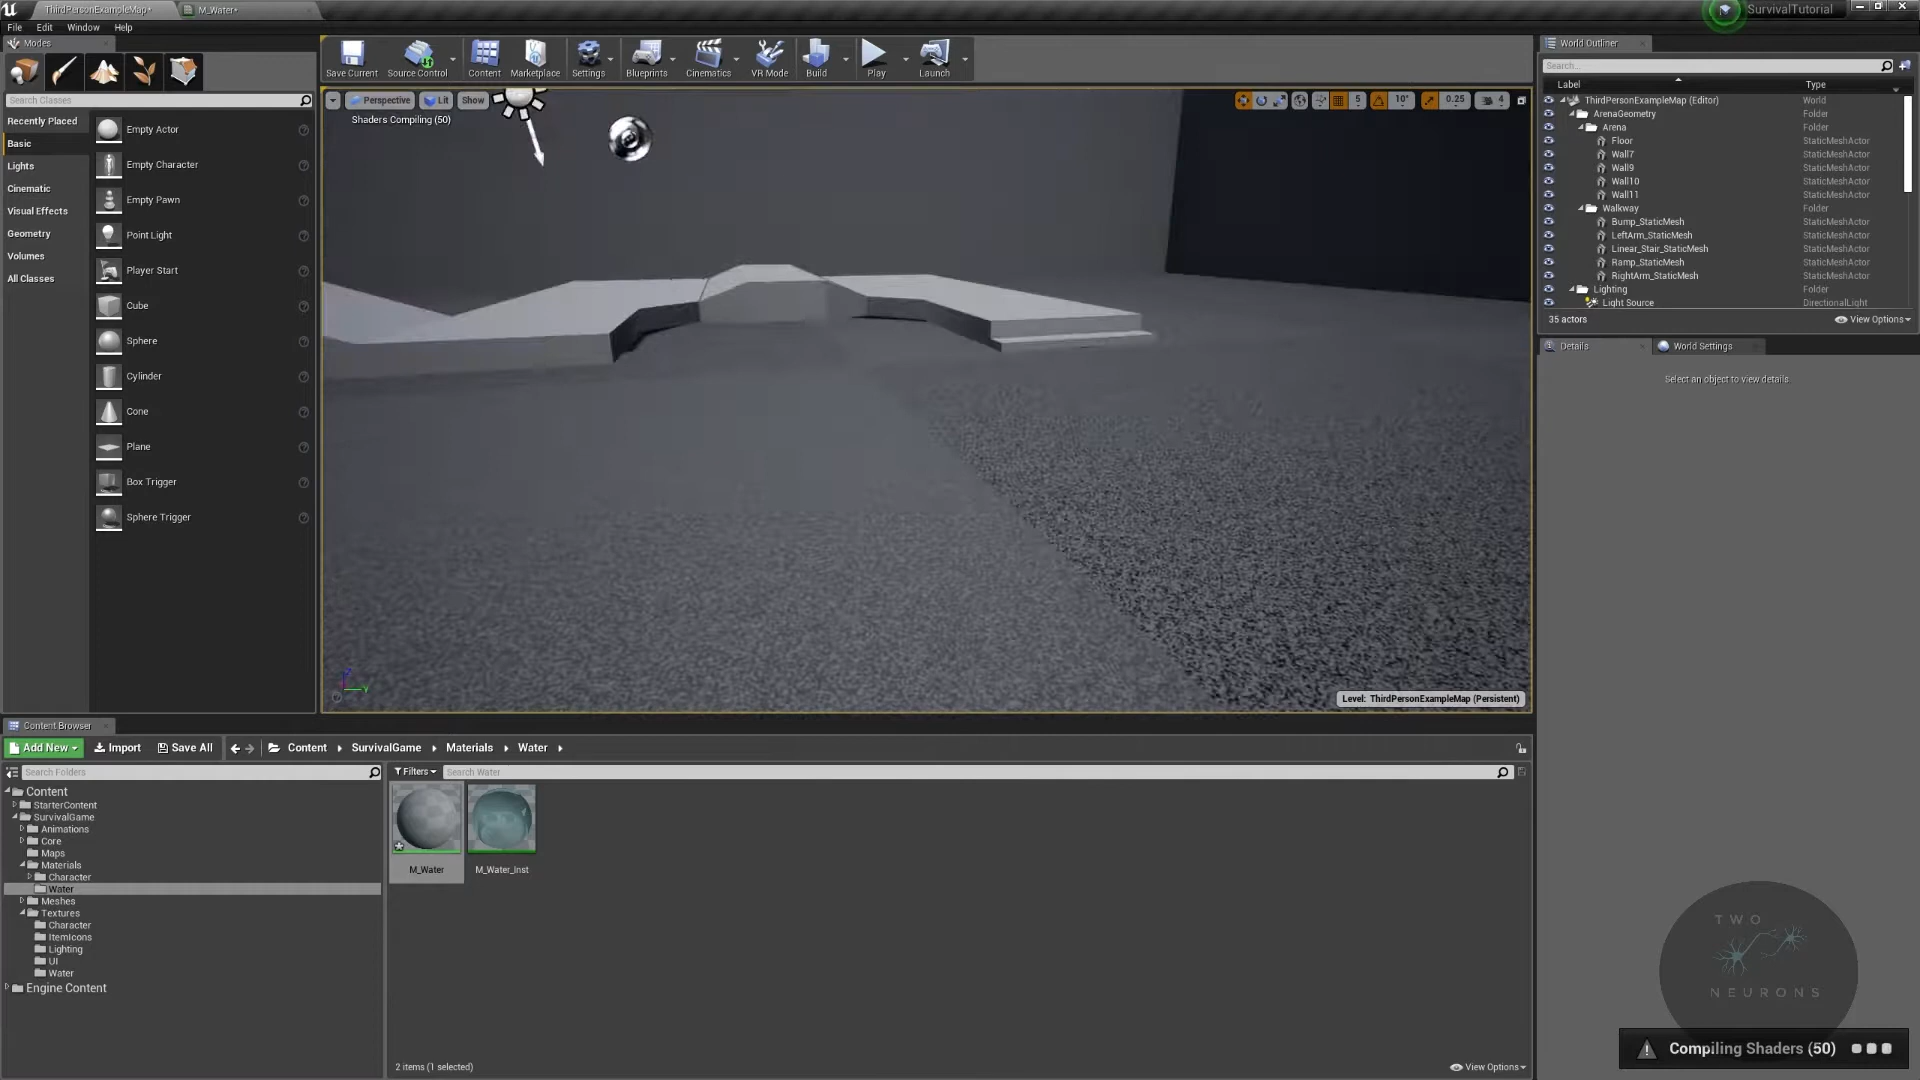 ThirdPersonExampleMap*
M_Water*
SurvivalTutorial
File Edit Window Help
Modes
Search Classes
Recently Placed
Basic
Lights
Cinematic
Visual Effects
Geometry
Volumes
All Classes
Empty Actor
Empty Character
Empty Pawn
Point Light
Player Start
Cube
Sphere
Cylinder
Cone
Plane
Box Trigger
Sphere Trigger
Save Current Source Control Content Marketplace Settings Blueprints Cinematics VR Mode Build Play Launch
Perspective Lit Show
5 10° 0.25 4
Shaders Compiling (50)
Level: ThirdPersonExampleMap (Persistent)
World Outliner
Search...
Label Type
ThirdPersonExampleMap (Editor) World
ArenaGeometry Folder
Arena Folder
Floor StaticMeshActor
Wall7 StaticMeshActor
Wall9 StaticMeshActor
Wall10 StaticMeshActor
Wall11 StaticMeshActor
Walkway Folder
Bump_StaticMesh StaticMeshActor
LeftArm_StaticMesh StaticMeshActor
Linear_Stair_StaticMesh StaticMeshActor
Ramp_StaticMesh StaticMeshActor
RightArm_StaticMesh StaticMeshActor
Lighting Folder
Light Source DirectionalLight
35 actors View Options
Details World Settings
Select an object to view details
Content Browser
Add New Import Save All Content SurvivalGame Materials Water
Search Folders
Filters Search Water
Content
StarterContent
SurvivalGame
Animations
Core
Maps
Materials
Character
Water
Meshes
Textures
Character
ItemIcons
Lighting
UI
Water
Engine Content
M_Water M_Water_Inst
2 items (1 selected) View Options
TWO
NEURONS
Compiling Shaders (50)